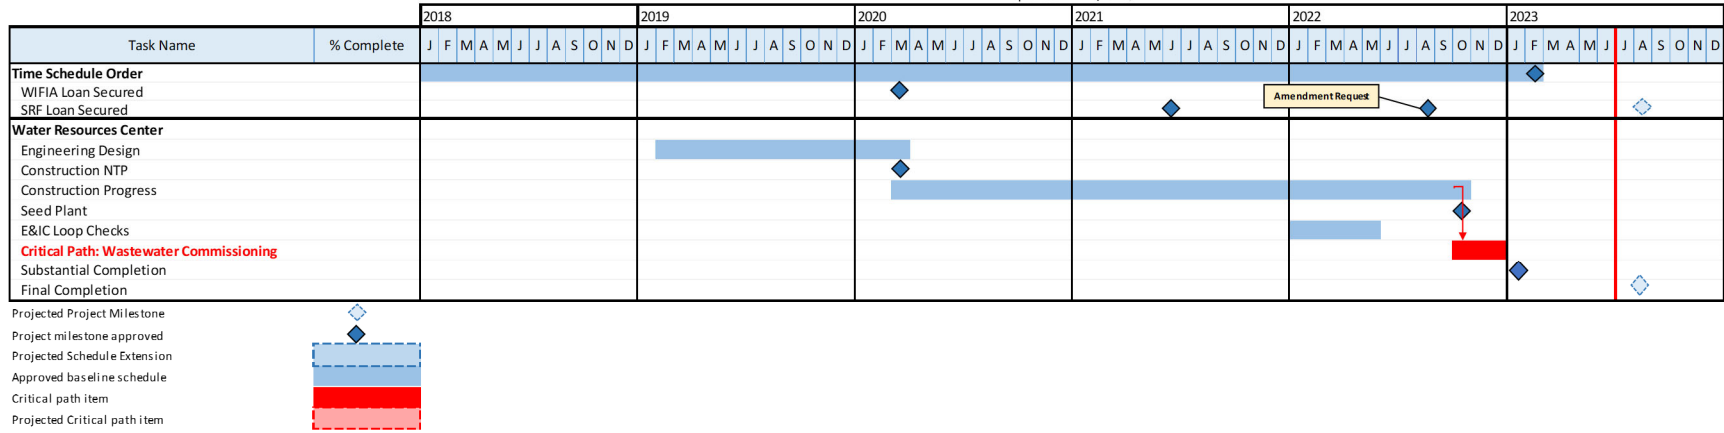 2018 2019 2020 2021 2022 2023
Task Name % Complete J F M A M J J A S O N D J F M A M J J A S O N D J F M A M J J A S O N D J F M A M J J A S O N D J F M A M J J A S O N D J F M A M J J A S O N D
Time Schedule Order
WIFIA Loan Secured
Amendment Request
SRF Loan Secured
Water Resources Center
Engineering Design
Construction NTP
Construction Progress
Seed Plant
E&IC Loop Checks
Critical Path: Wastewater Commissioning
Substantial Completion
Final Completion
Projected Project Milestone
Project milestone approved
Projected Schedule Extension
Approved baseline schedule
Critical path item
Projected Critical path item